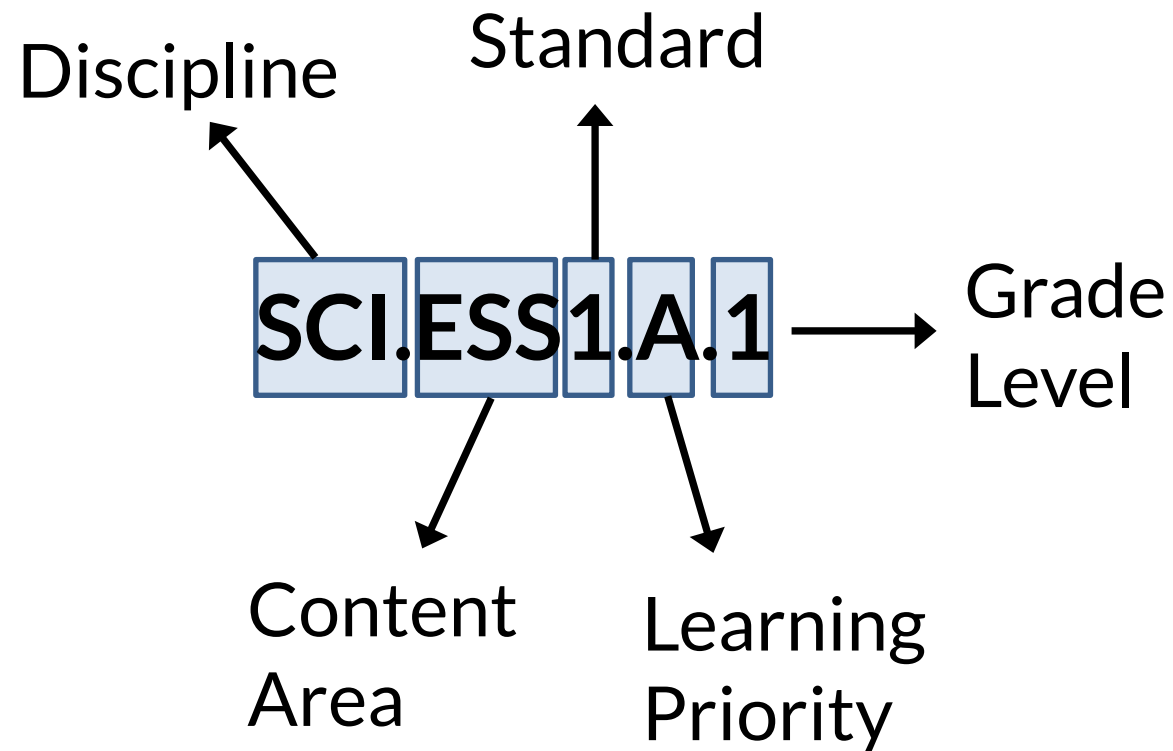 Standard
Discipline
SCI.ESS1.A.1
Grade
Level
Content
Area
Learning
Priority